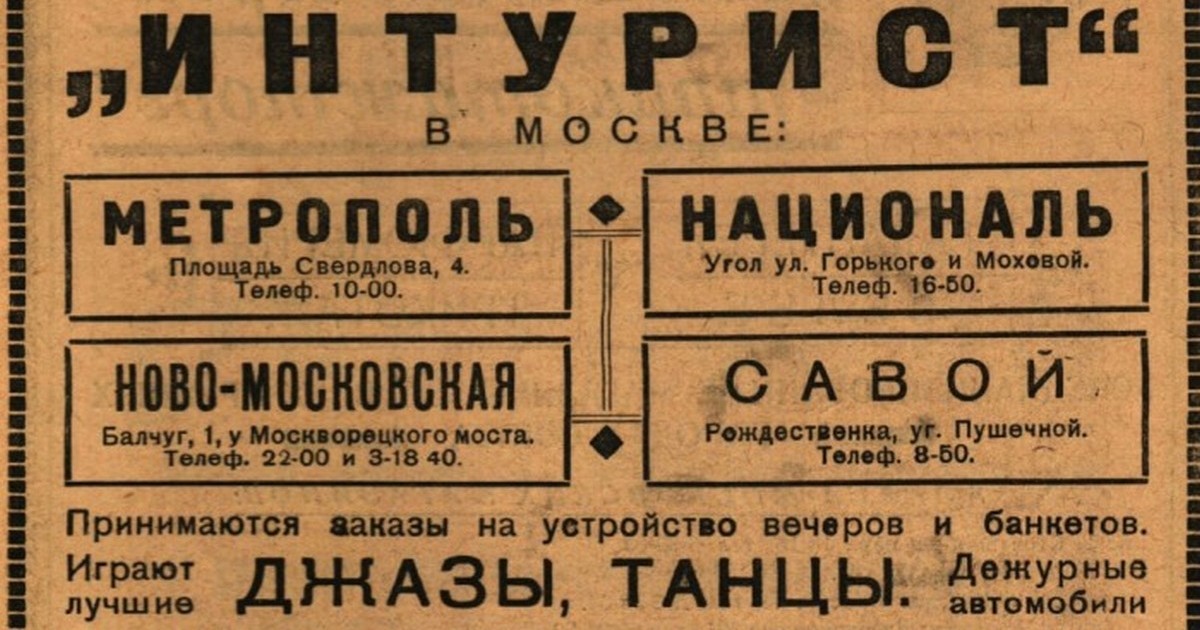 „ИНТУРИСТ“
В МОСКВЕ:
МЕТРОПОЛЬ
Площадь Свердлова, 4.
Телеф. 10-00.
НАЦИОНАЛЬ
Угол ул. Горького и Моховой.
Телеф. 16-50.
НОВО-МОСКОВСКАЯ
Балчуг, 1, у Москворецкого моста.
Телеф. 22-00 и 3-18 40.
САВОЙ
Рождественка, уг. Пушечной.
Телеф. 8-50.
Принимаются заказы на устройство вечеров и банкетов.
Играют
лучшие
ДЖАЗЫ, ТАНЦЫ.
Дежурные
автомобили